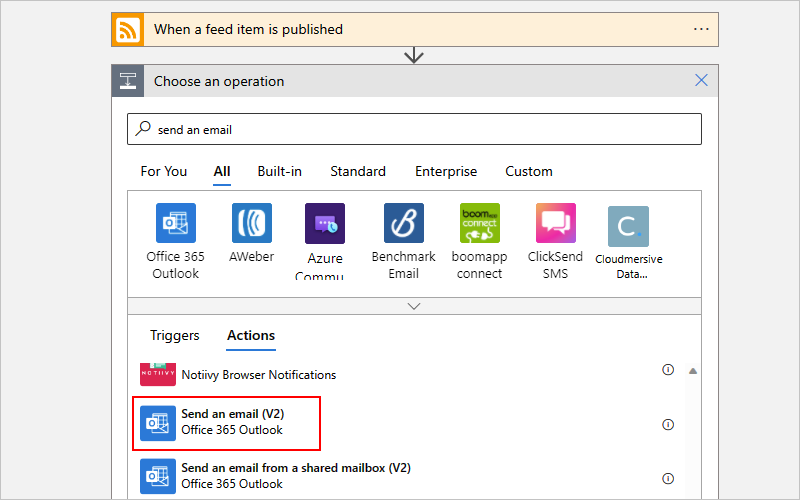 When a feed item is published
...
Choose an operation
send an email
For You All Built-in Standard Enterprise Custom
Office 365 Outlook
AWeber
Azure Commu
Benchmark Email
boomapp connect
ClickSend SMS
Cloudmersive Data...
Triggers Actions
NOTIIVY
Notiivy Browser Notifications
Send an email (V2)
Office 365 Outlook
Send an email from a shared mailbox (V2)
Office 365 Outlook